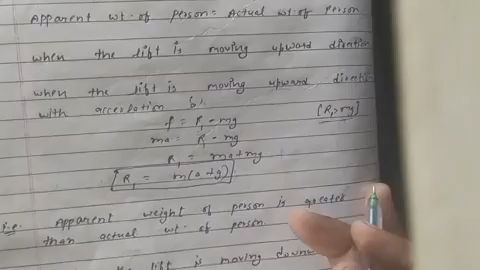 Apparent wt. of person = Actual wt. of person
when the lift is moving upward direction
when the lift is moving upward directi
with acceleration 'a'.
f = R₁ - mg [R₁>mg]
ma = R₁ - mg
R₁ = ma + mg
R₁ = m(a+g)
i.e. Apparent weight of person is greater
than actual wt. of person.
the lift is moving down